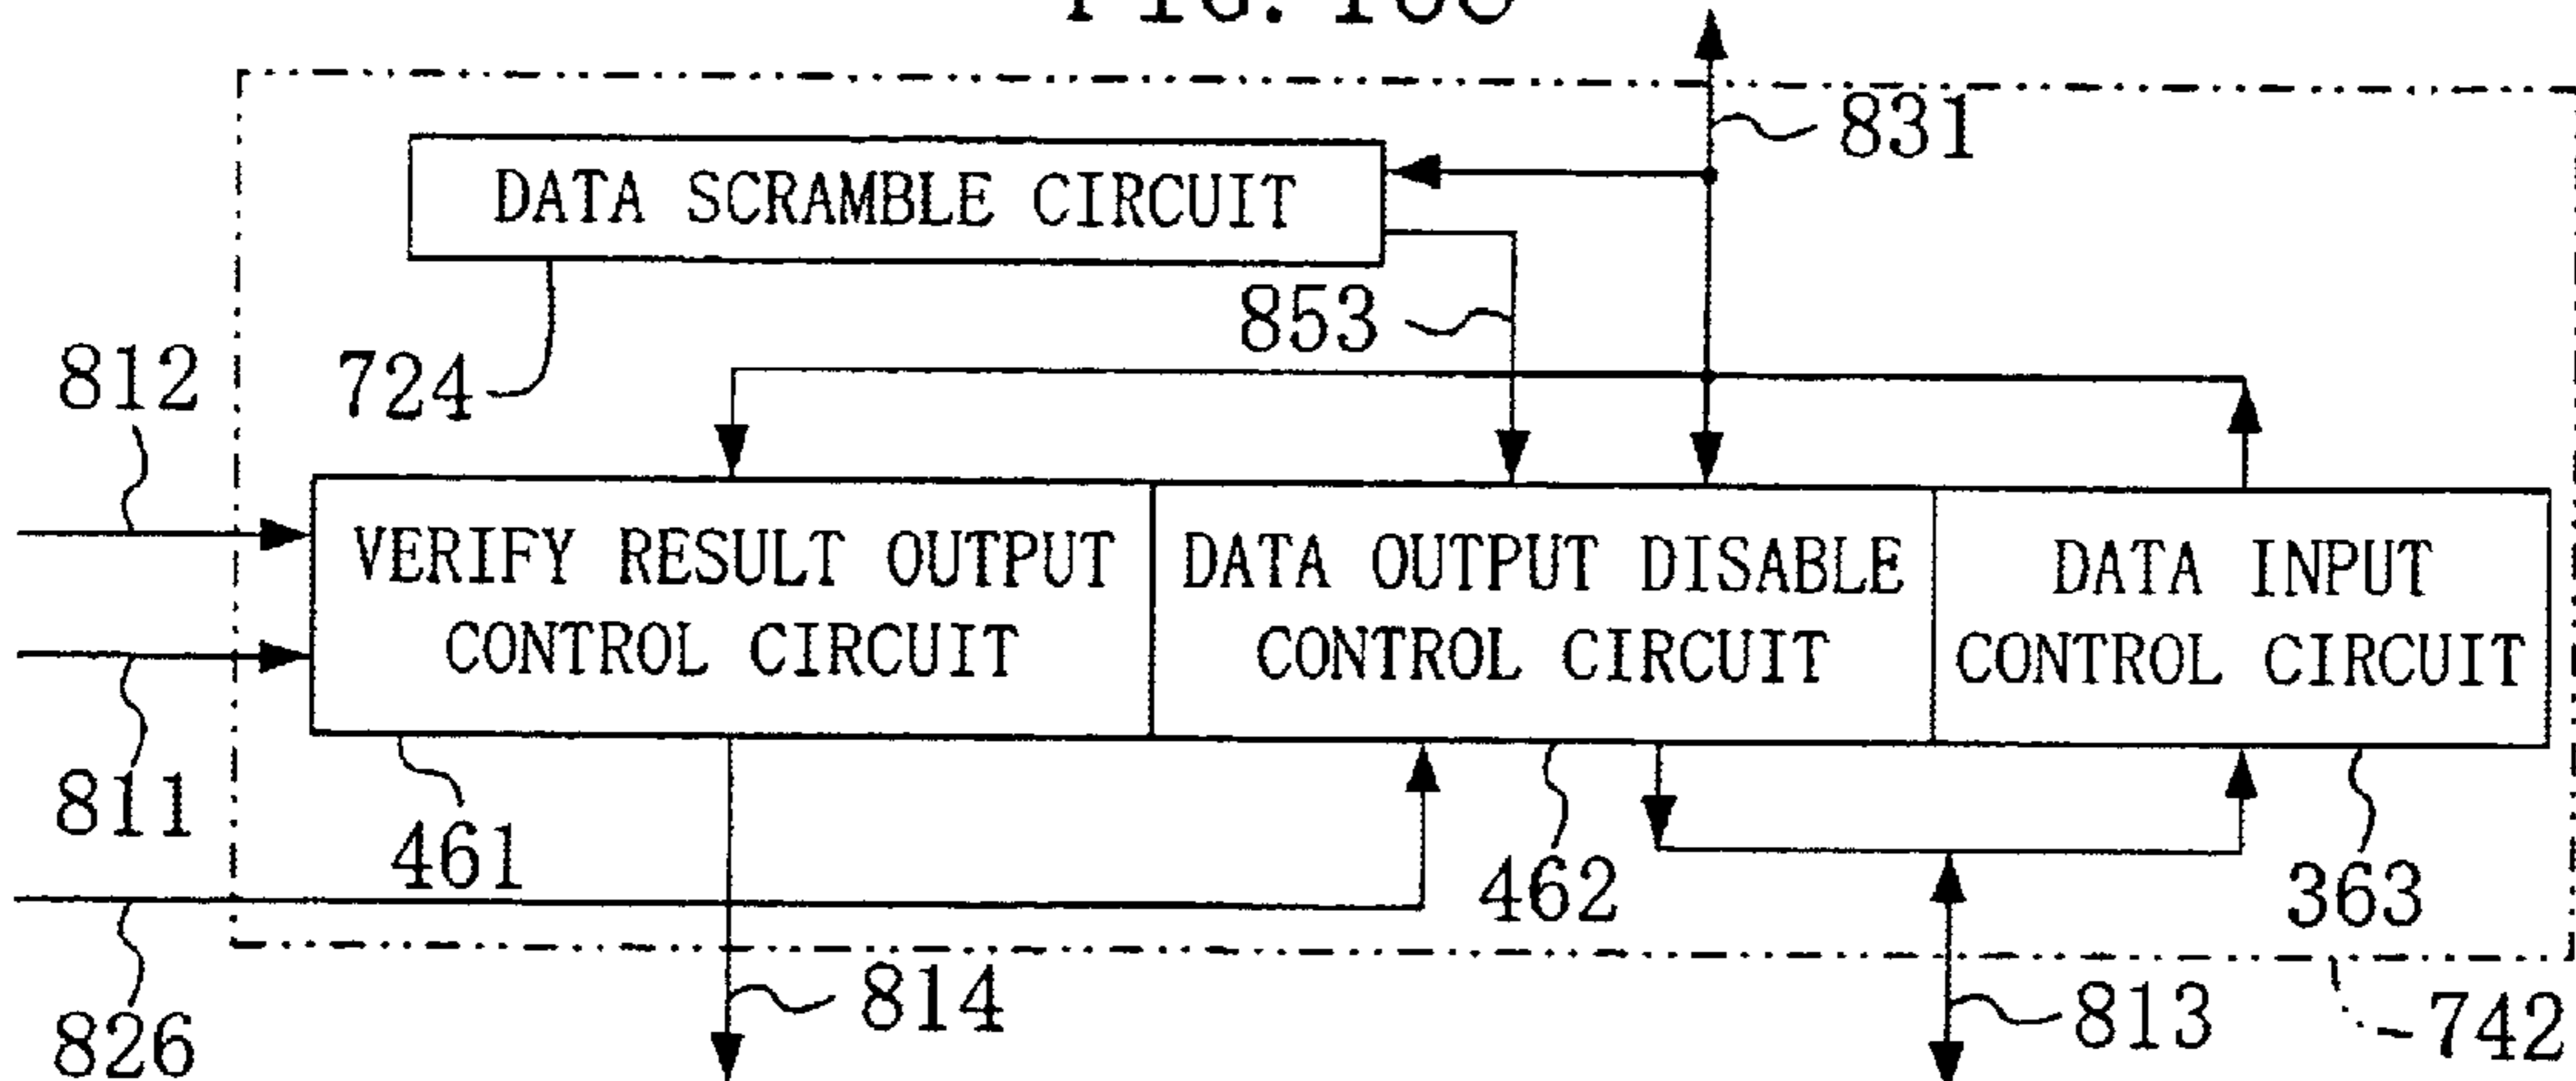 831
DATA SCRAMBLE CIRCUIT
853
812
724
VERIFY RESULT OUTPUT
CONTROL CIRCUIT
DATA OUTPUT DISABLE
CONTROL CIRCUIT
DATA INPUT
CONTROL CIRCUIT
811
461
462
363
826
814
813
742